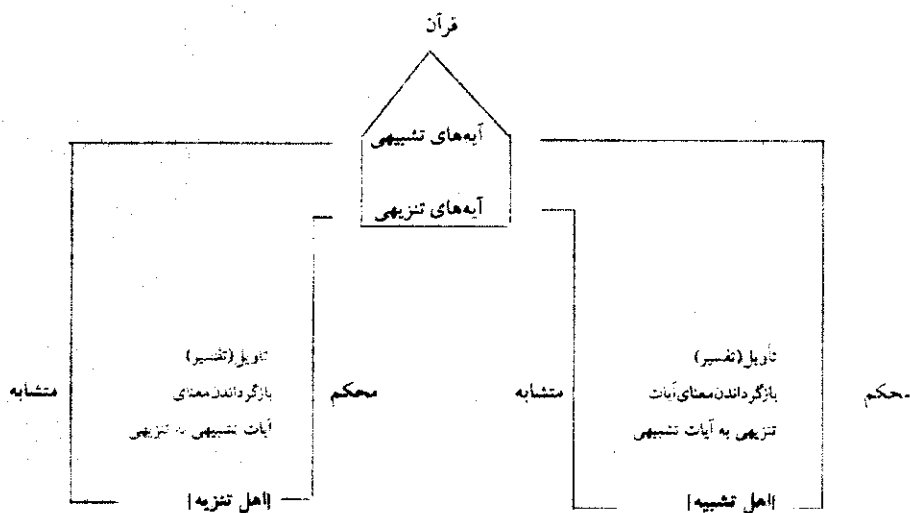 قرآن
آیه‌های تشبیهی
آیه‌های تنزیهی
محکم
تأویل(تفسیر)
بازگرداندن معنای آیات
تنزیهی به آیات تشبیهی
متشابه
|اهل تشبیه|
محکم
تاویل(تفسیر)
بازگرداندن معنای
آیات تشبیهی به تنزیهی
متشابه
|اهل تنزیه|